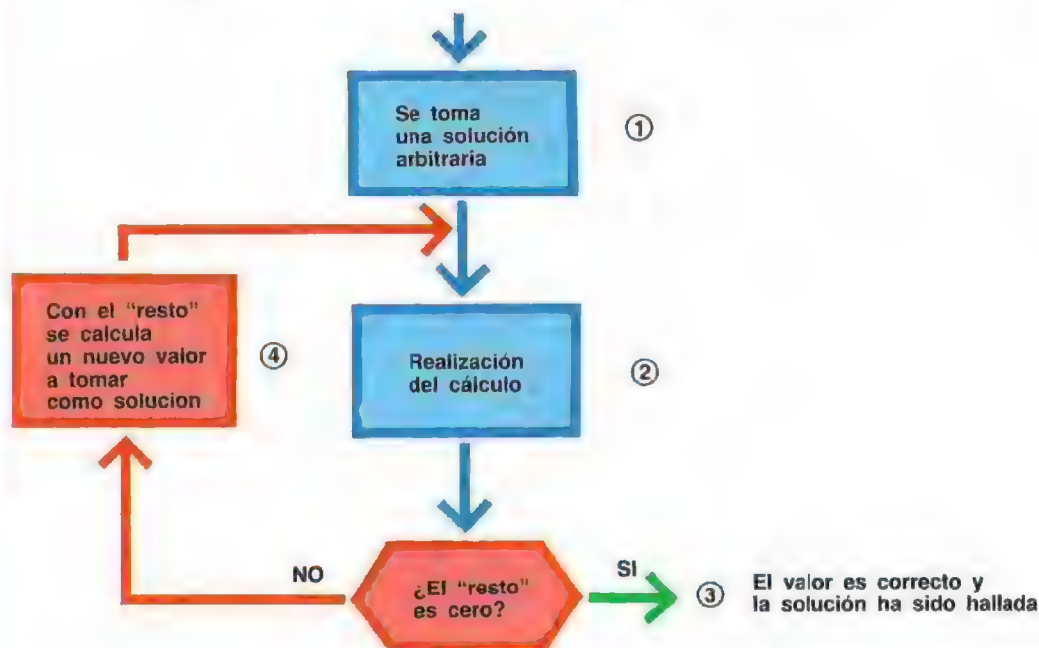 Se toma
una solución
arbitraria
①
Con el "resto"
se calcula
un nuevo valor
a tomar
como solucion
④
Realización
del cálculo
②
¿El "resto"
es cero?
NO
SI
③
El valor es correcto y
la solución ha sido hallada